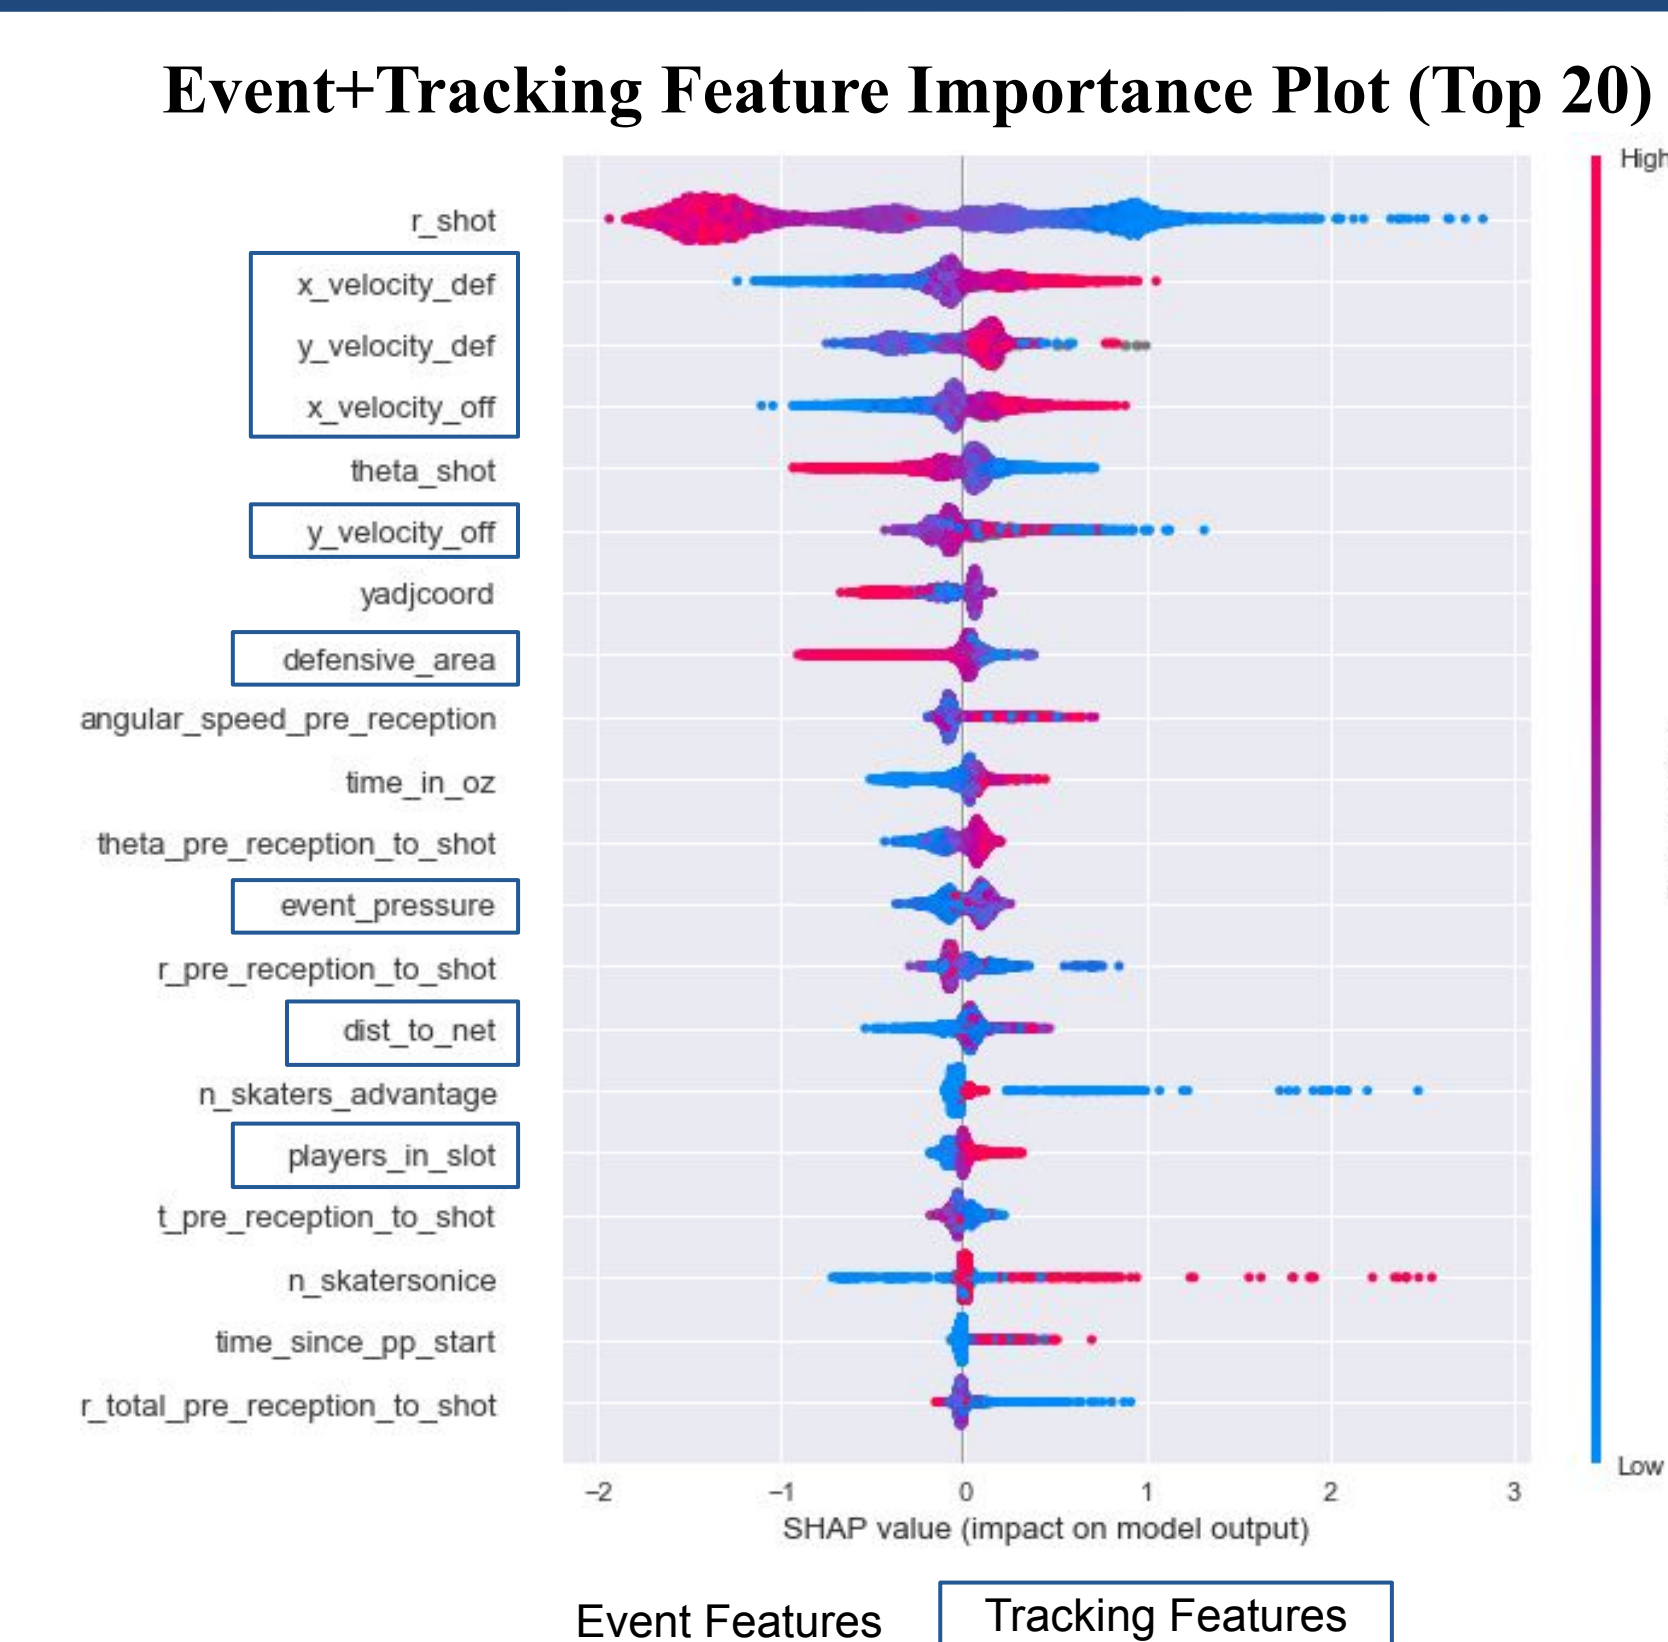 Event+Tracking Feature Importance Plot (Top 20)
High
r_shot
x_velocity_def
y_velocity_def
x_velocity_off
theta_shot
y_velocity_off
yadjcoord
defensive_area
angular_speed_pre_reception
time_in_oz
theta_pre_reception_to_shot
event_pressure
r_pre_reception_to_shot
dist_to_net
n_skaters_advantage
players_in_slot
t_pre_reception_to_shot
n_skatersonice
time_since_pp_start
r_total_pre_reception_to_shot
Low
−2 −1 0 1 2 3
SHAP value (impact on model output)
Event Features Tracking Features